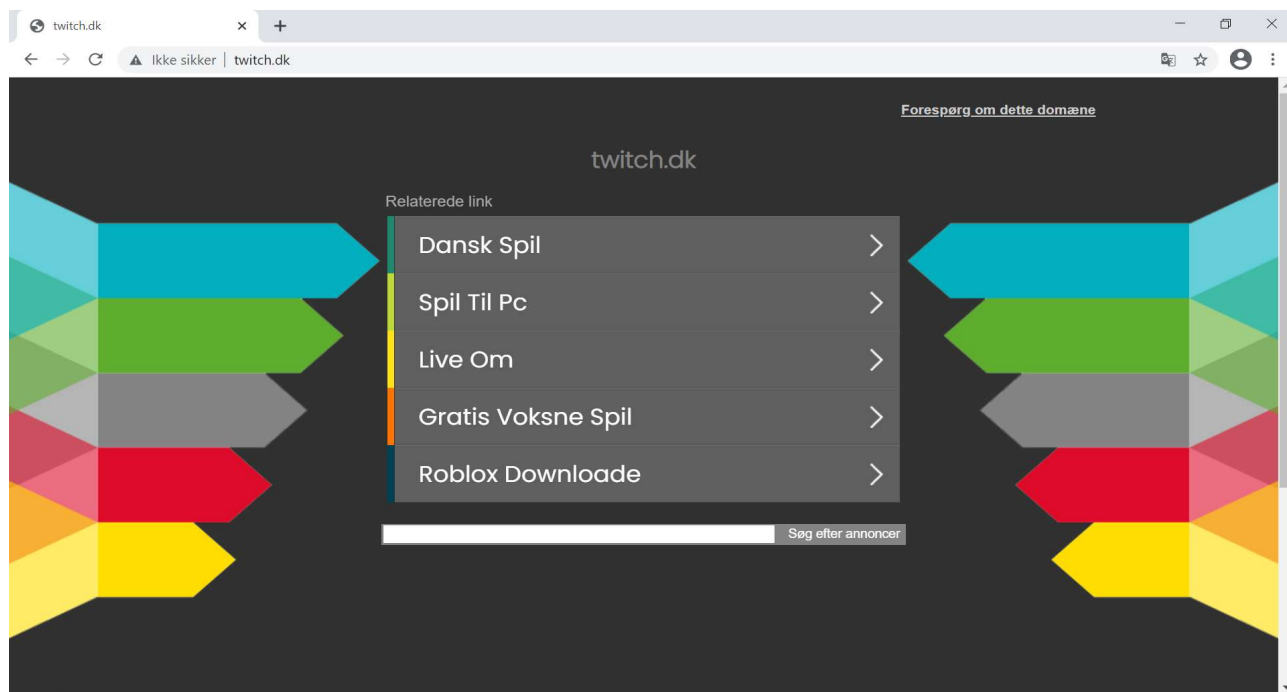 twitch.dk
Ikke sikker | twitch.dk
Forespørg om dette domæne
twitch.dk
Relaterede link
Dansk Spil
Spil Til Pc
Live Om
Gratis Voksne Spil
Roblox Downloade
Søg efter annoncer